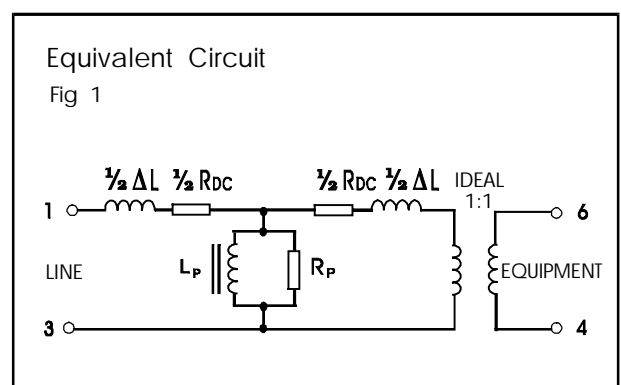 Equivalent Circuit
Fig 1
½ ΔL ½ RDC ½ RDC ½ ΔL IDEAL
1:1
1 6
LINE LP RP EQUIPMENT
3 4